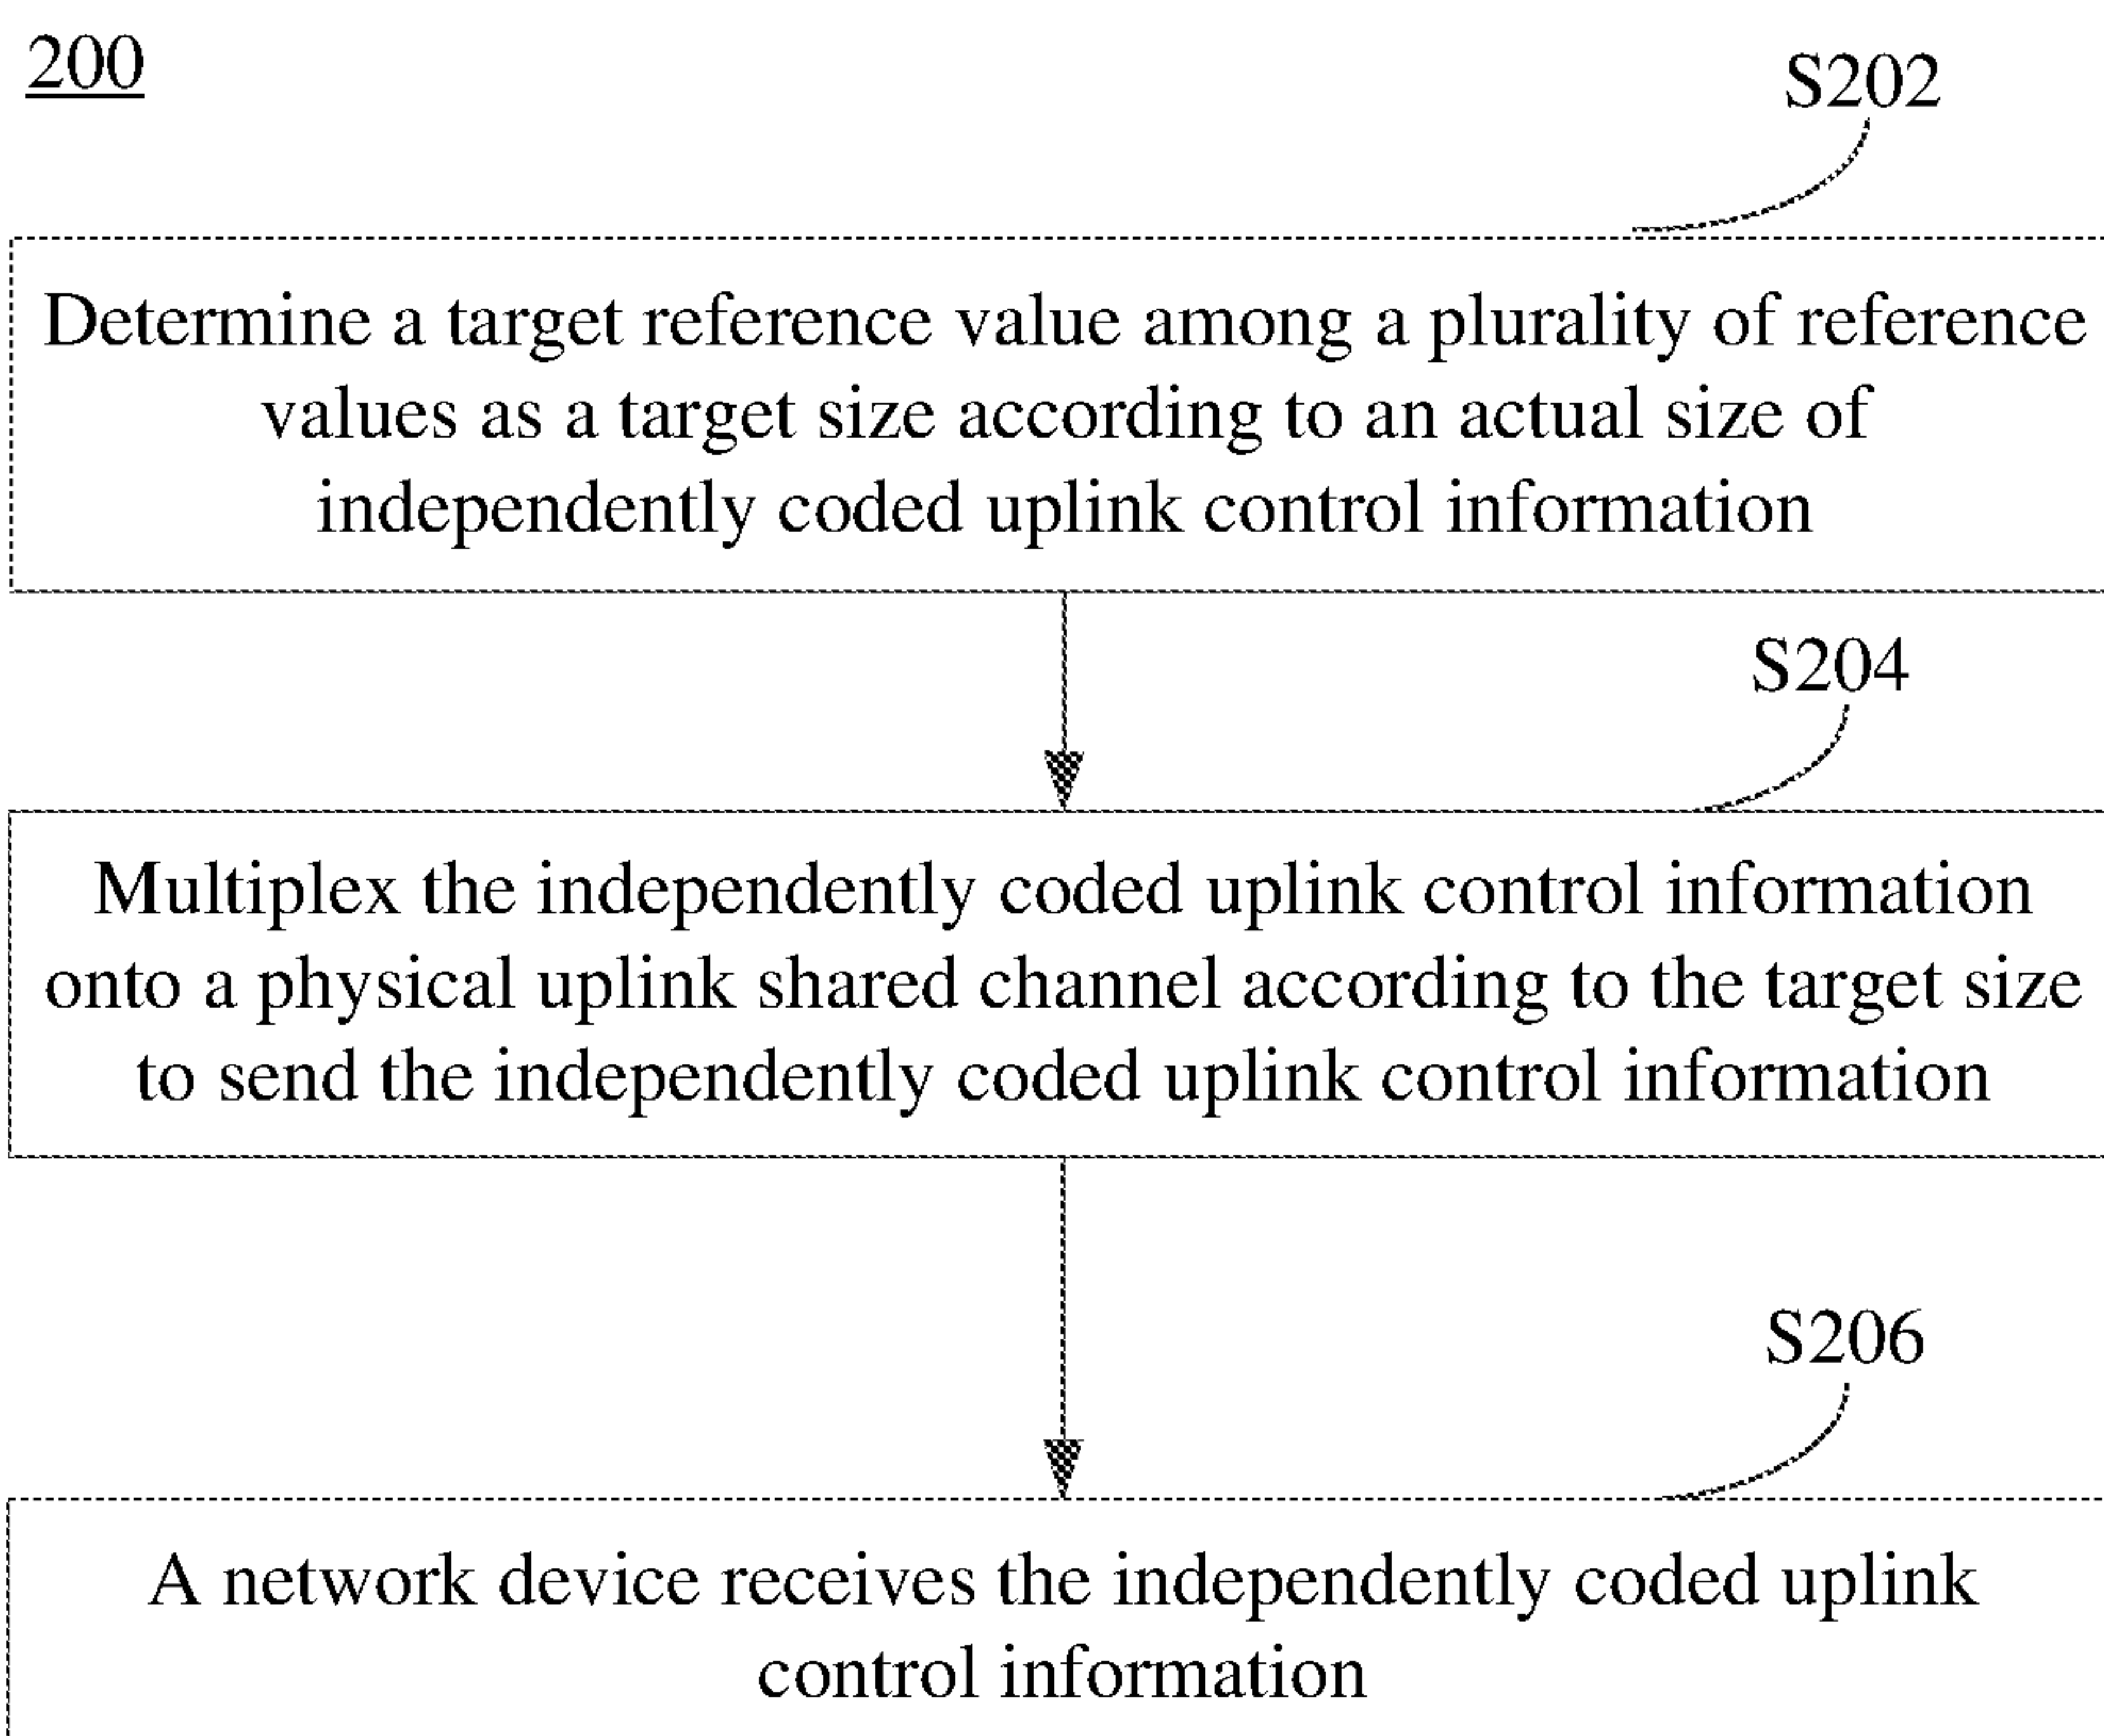 200
S202
Determine a target reference value among a plurality of reference
values as a target size according to an actual size of
independently coded uplink control information
S204
Multiplex the independently coded uplink control information
onto a physical uplink shared channel according to the target size
to send the independently coded uplink control information
S206
A network device receives the independently coded uplink
control information